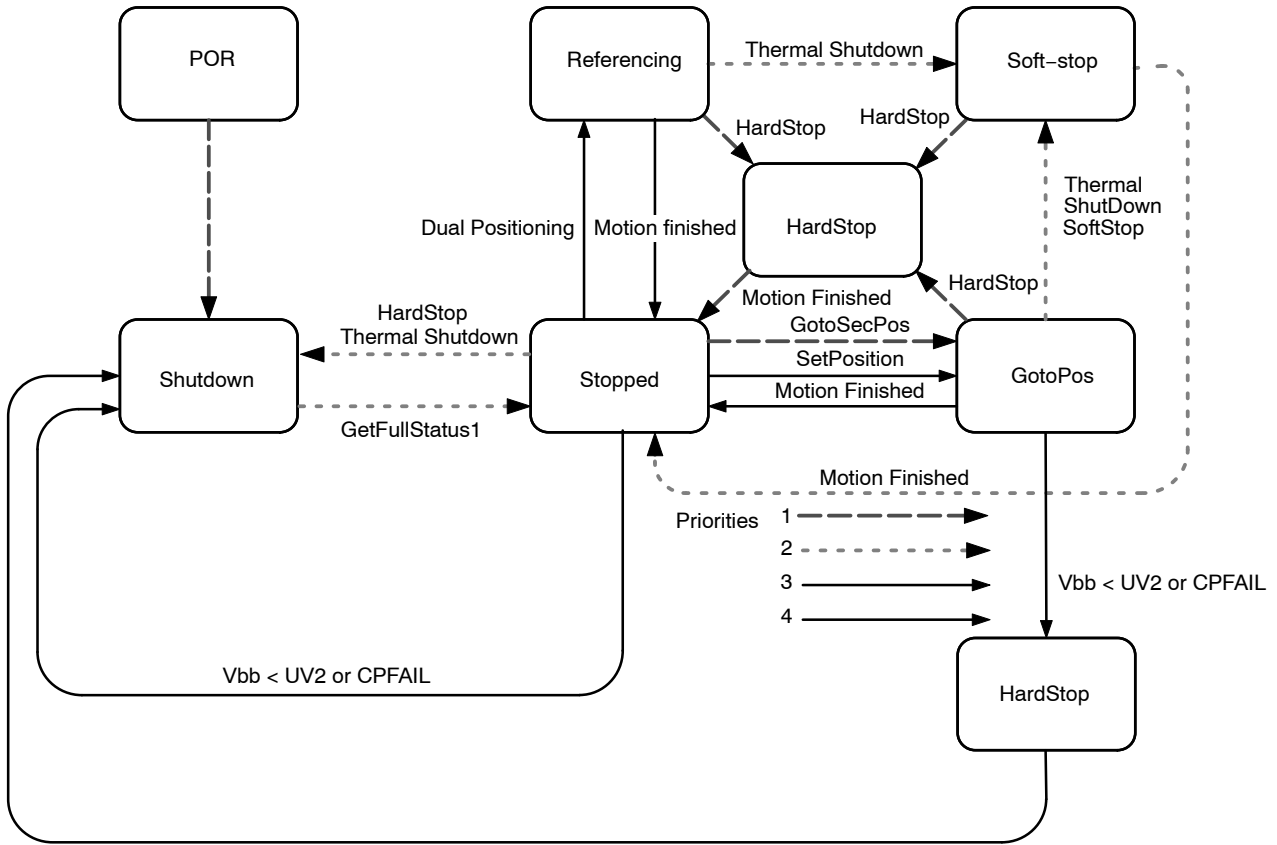 POR
Referencing
Thermal Shutdown
Soft−stop
HardStop
HardStop
Thermal
ShutDown
SoftStop
Dual Positioning
Motion finished
HardStop
HardStop
Motion Finished
HardStop
Thermal Shutdown
GotoSecPos
SetPosition
Motion Finished
Shutdown
Stopped
GotoPos
GetFullStatus1
Motion Finished
Priorities
1
2
3
4
Vbb < UV2 or CPFAIL
Vbb < UV2 or CPFAIL
HardStop